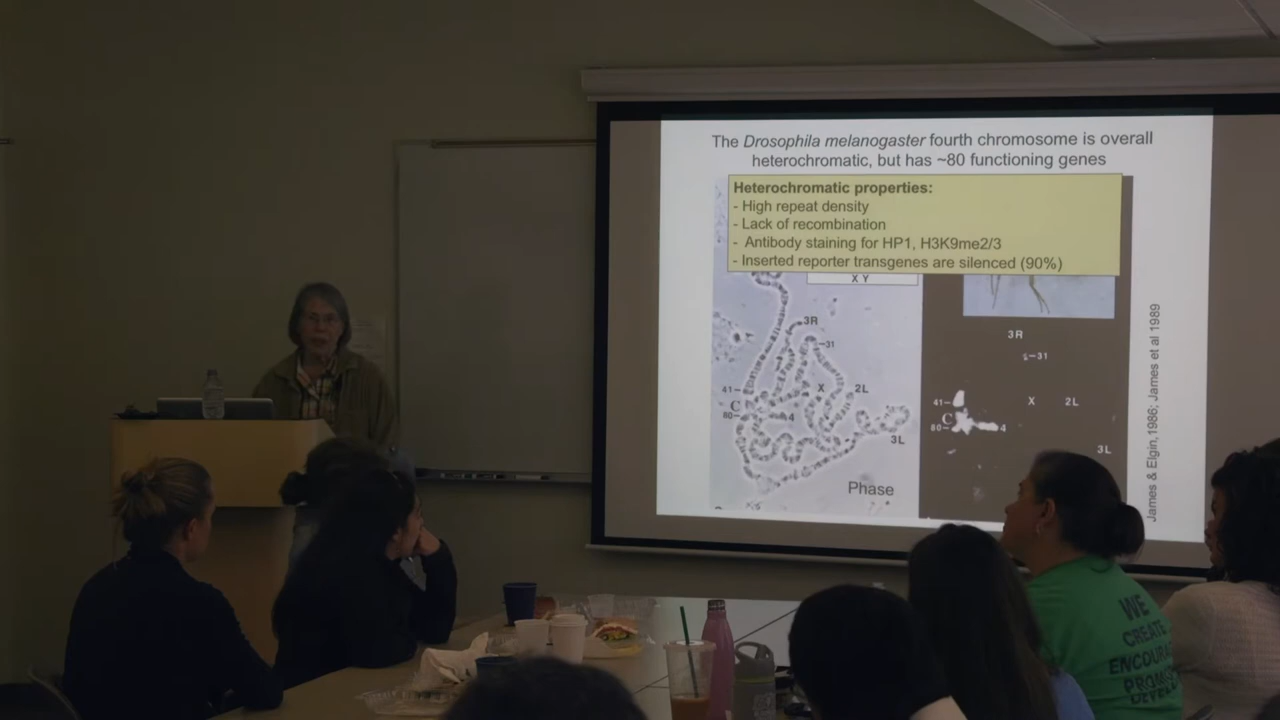 The Drosophila melanogaster fourth chromosome is overall
heterochromatic, but has ~80 functioning genes
Heterochromatic properties:
- High repeat density
- Lack of recombination
- Antibody staining for HP1, H3K9me2/3
- Inserted reporter transgenes are silenced (90%)
X Y
3R
31
41
X
2L
C
80
4
3L
Phase
3R
31
41
X
2L
C
80
4
3L
James & Elgin, 1986; James et al 1989
WE
CREATE
ENCOURAGE
PROMOTE
DEVELOP